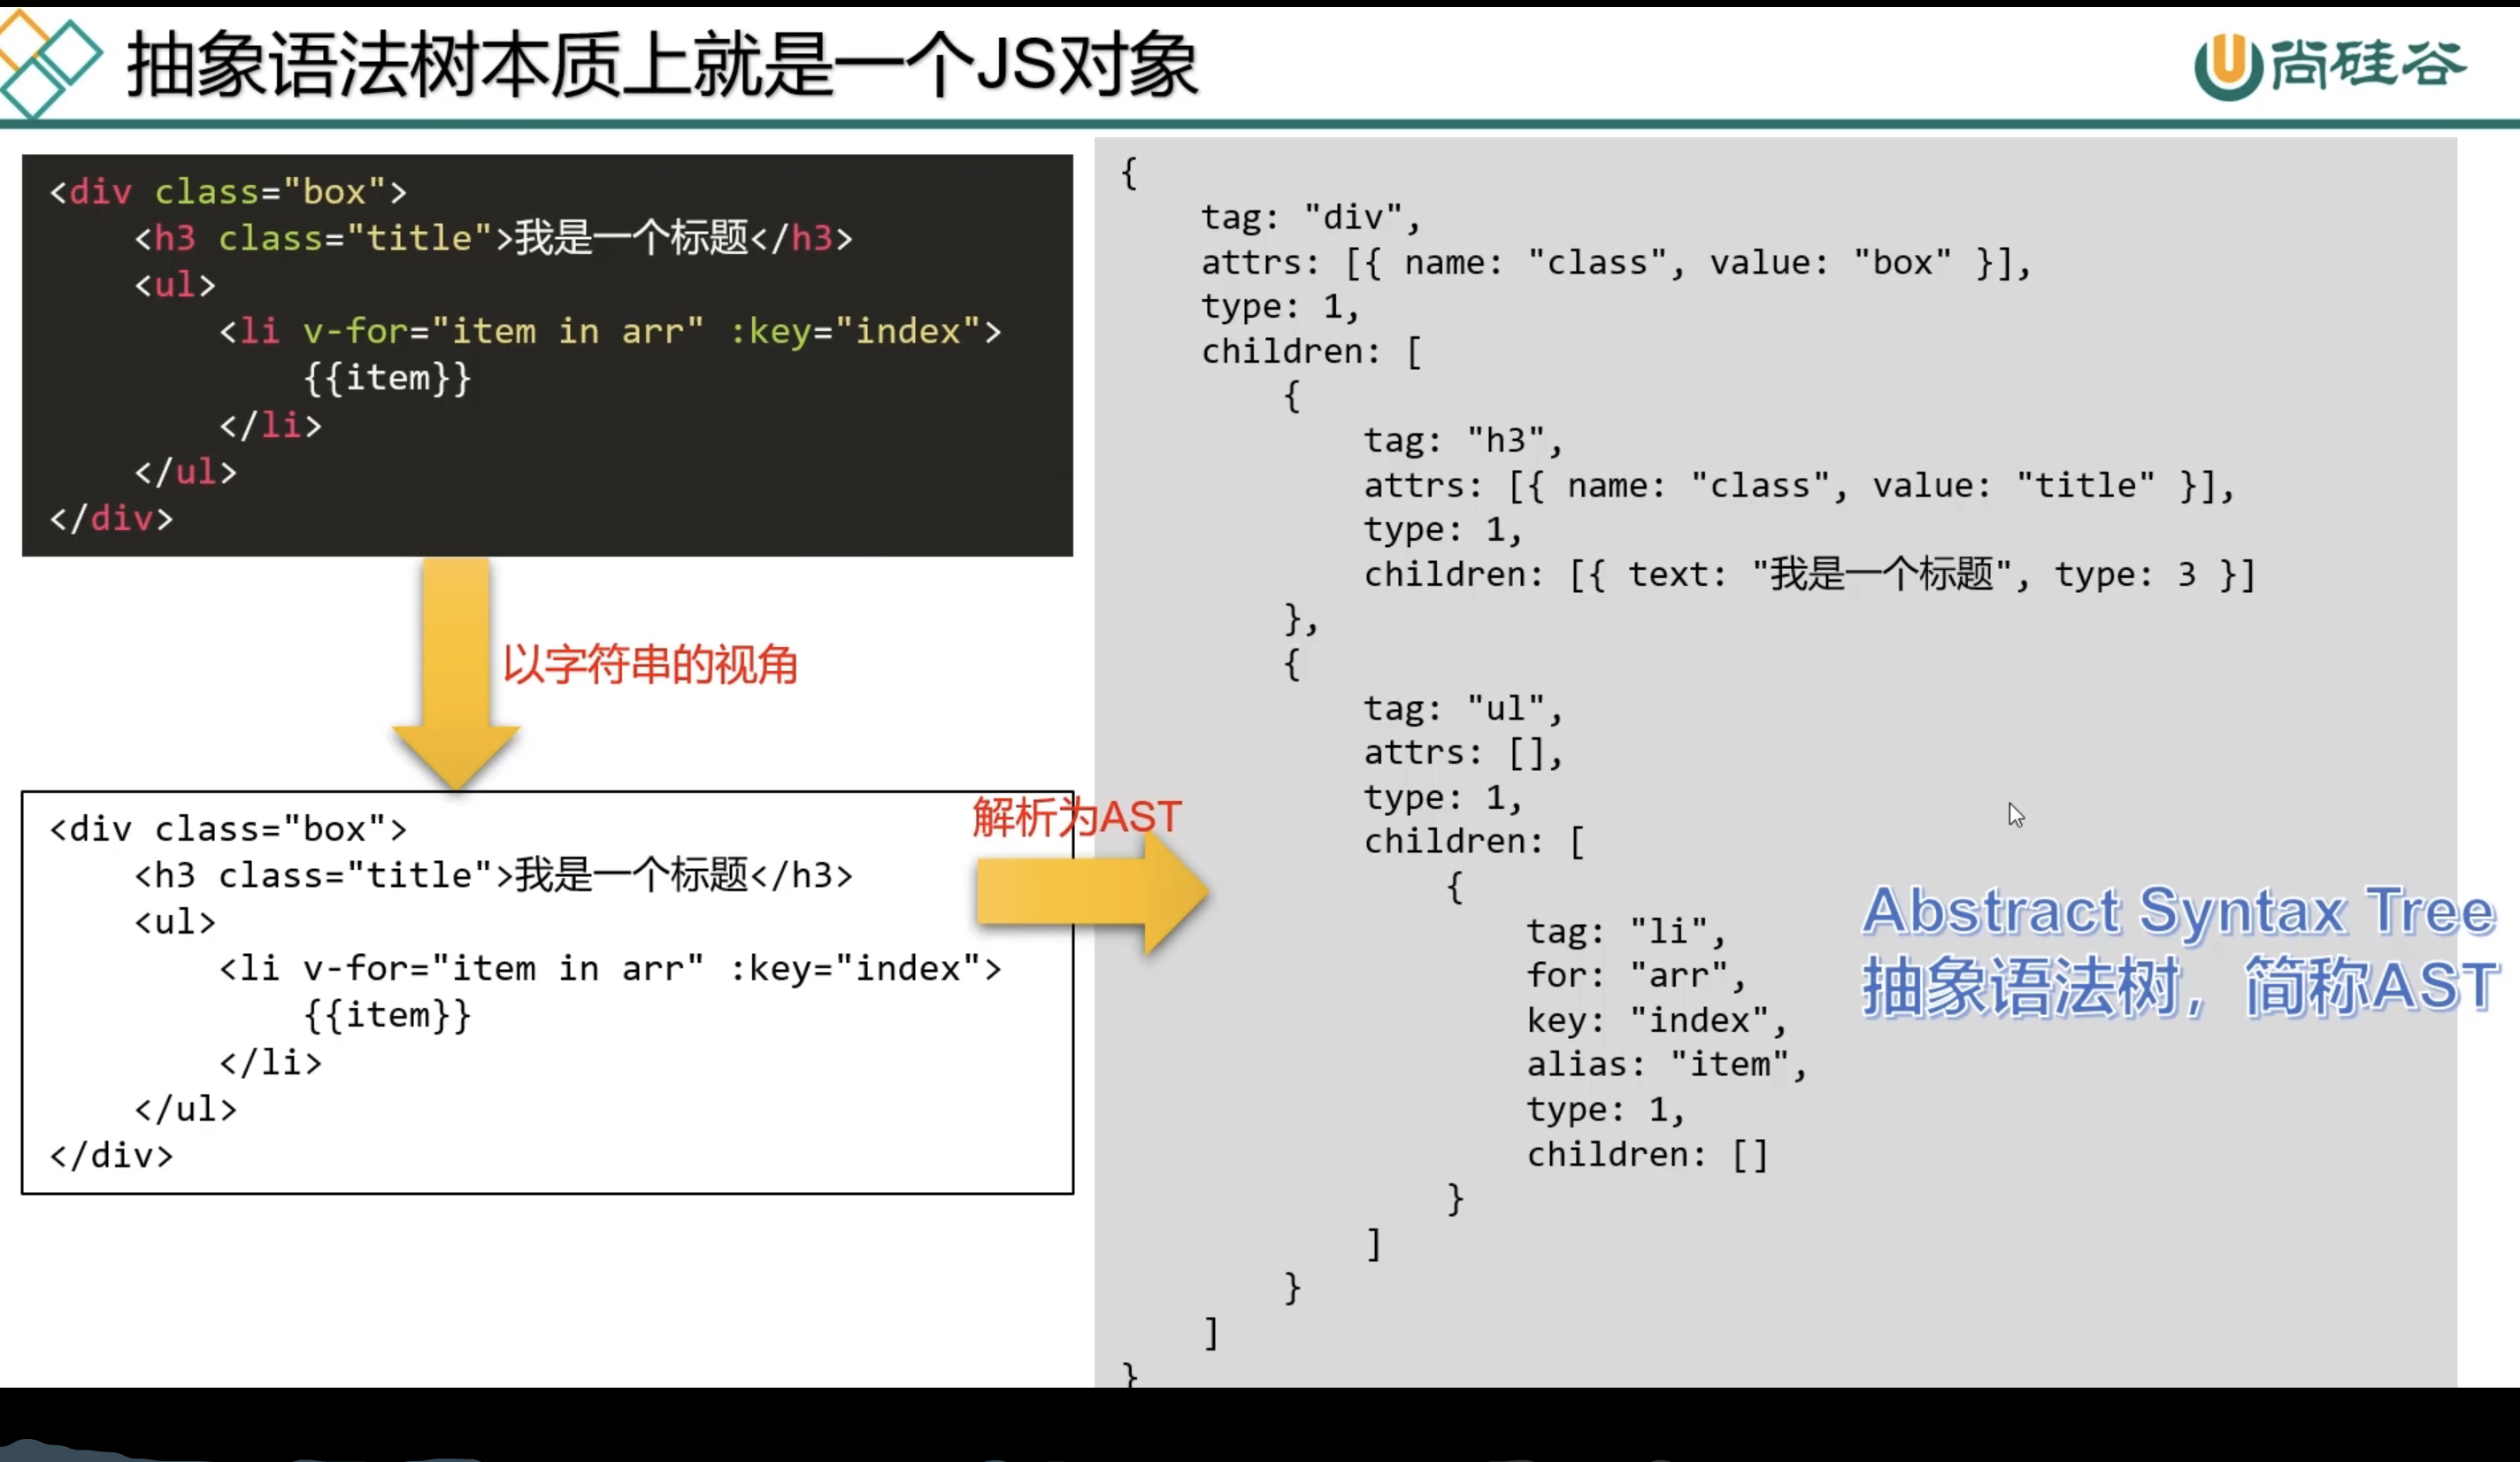 抽象语法树本质上就是一个JS对象
尚硅谷
<div class="box">
    <h3 class="title">我是一个标题</h3>
    <ul>
        <li v-for="item in arr" :key="index">
            {{item}}
        </li>
    </ul>
</div>
以字符串的视角
<div class="box">
    <h3 class="title">我是一个标题</h3>
    <ul>
        <li v-for="item in arr" :key="index">
            {{item}}
        </li>
    </ul>
</div>
解析为AST
{
    tag: "div",
    attrs: [{ name: "class", value: "box" }],
    type: 1,
    children: [
        {
            tag: "h3",
            attrs: [{ name: "class", value: "title" }],
            type: 1,
            children: [{ text: "我是一个标题", type: 3 }]
        },
        {
            tag: "ul",
            attrs: [],
            type: 1,
            children: [
                {
                    tag: "li",
                    for: "arr",
                    key: "index",
                    alias: "item",
                    type: 1,
                    children: []
                }
            ]
        }
    ]
}
Abstract Syntax Tree
抽象语法树，简称AST